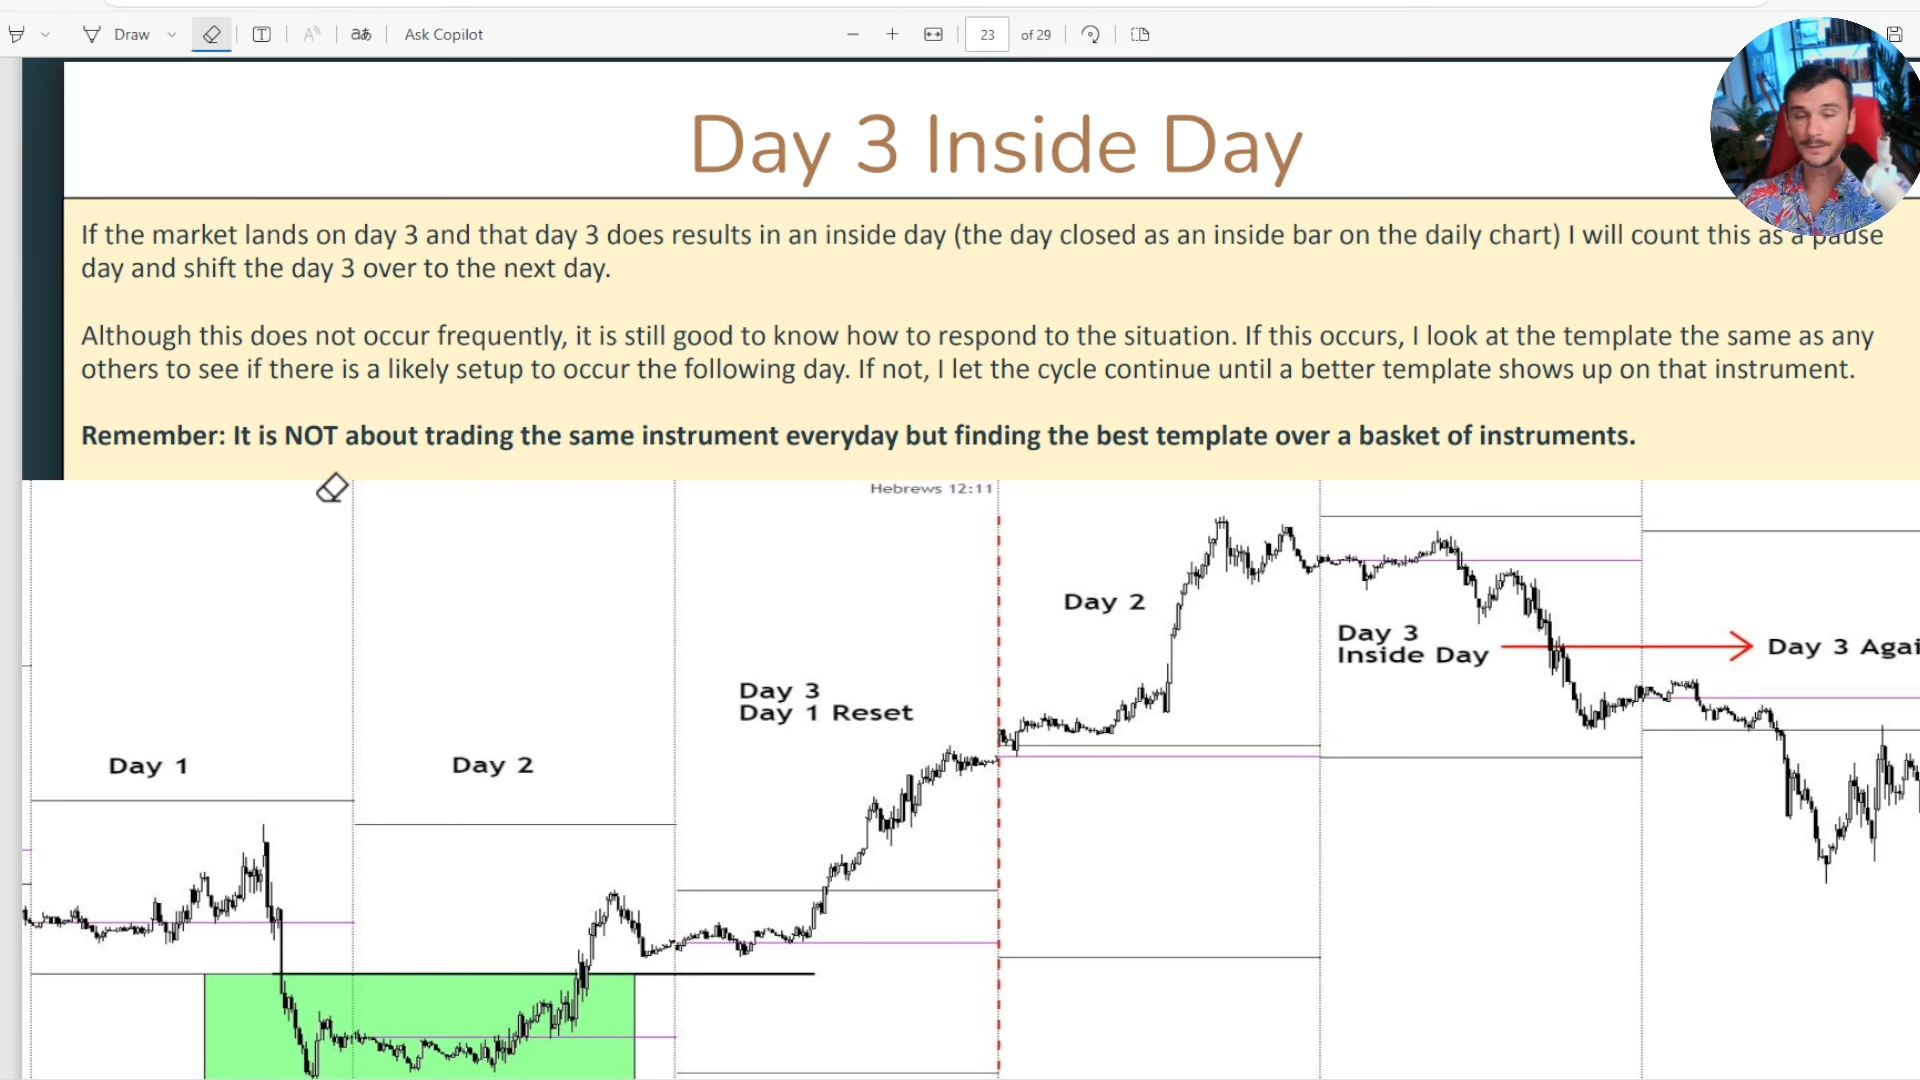 Draw
aあ
Ask Copilot
23
of 29
Day 3 Inside Day
If the market lands on day 3 and that day 3 does results in an inside day (the day closed as an inside bar on the daily chart) I will count this as a pause
day and shift the day 3 over to the next day.
Although this does not occur frequently, it is still good to know how to respond to the situation. If this occurs, I look at the template the same as any
others to see if there is a likely setup to occur the following day. If not, I let the cycle continue until a better template shows up on that instrument.
Remember: It is NOT about trading the same instrument everyday but finding the best template over a basket of instruments.
Hebrews 12:11
Day 2
Day 3
Inside Day
Day 3 Agai
Day 3
Day 1 Reset
Day 1
Day 2